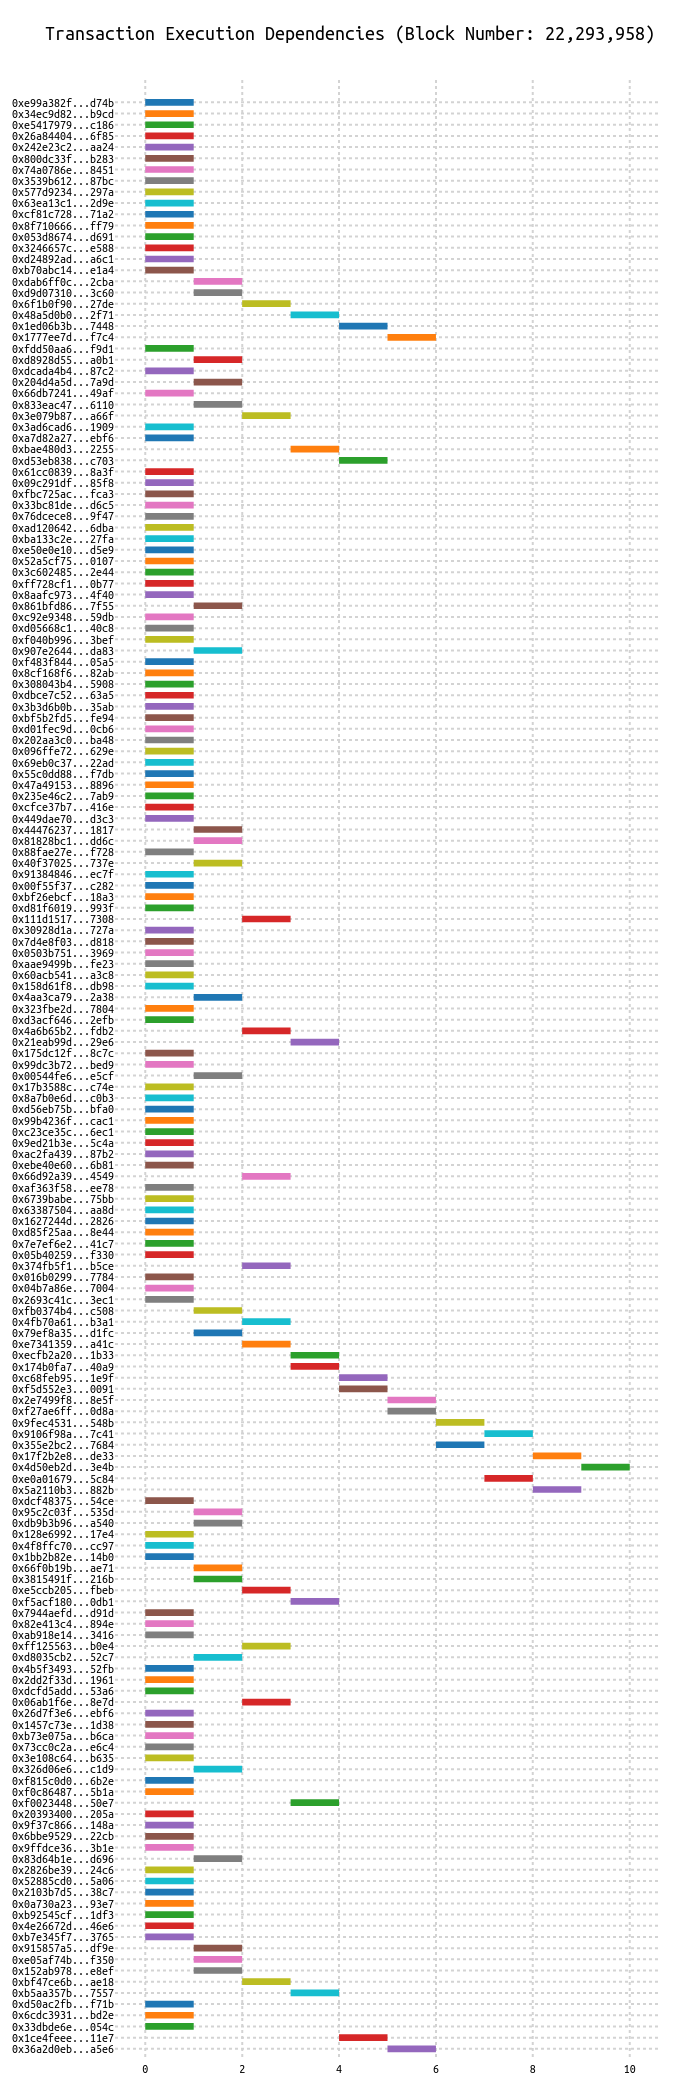 Transaction Execution Dependencies (Block Number: 22,293,958)
0xe99a382f...d74b
0x34ec9d82...b9cd
0xe5417979...c186
0x26a84404...6f85
0x242e23c2...aa24
0x800dc33f...b283
0x74a0786e...8451
0x3539b612...87bc
0x577d9234...297a
0x63ea13c1...2d9e
0xcf81c728...71a2
0x8f710666...ff79
0x053d8674...d691
0x3246657c...e588
0xd24892ad...a6c1
0xb70abc14...e1a4
0xdab6ff0c...2cba
0xd9d07310...3c60
0x6f1b0f90...27de
0x48a5d0b0...2f71
0x1ed06b3b...7448
0x1777ee7d...f7c4
0xfdd50aa6...f9d1
0xd8928d55...a0b1
0xdcada4b4...87c2
0x204d4a5d...7a9d
0x66db7241...49af
0x833eac47...6110
0x3e079b87...a66f
0x3ad6cad6...1909
0xa7d82a27...ebf6
0xbae480d3...2255
0xd53eb838...c703
0x61cc0839...8a3f
0x09c291df...85f8
0xfbc725ac...fca3
0x33bc81de...d6c5
0x76dcece8...9f47
0xad120642...6dba
0xba133c2e...27fa
0xe50e0e10...d5e9
0x52a5cf75...0107
0x3c602485...2e44
0xff728cf1...0b77
0x8aafc973...4f40
0x861bfd86...7f55
0xc92e9348...59db
0xd05668c1...40c8
0xf040b996...3bef
0x907e2644...da83
0xf483f844...05a5
0x8cf168f6...82ab
0x308043b4...5908
0xdbce7c52...63a5
0x3b3d6b0b...35ab
0xbf5b2fd5...fe94
0xd01fec9d...0cb6
0x202aa3c0...ba48
0x096ffe72...629e
0x69eb0c37...22ad
0x55c0dd88...f7db
0x47a49153...8896
0x235e46c2...7ab9
0xcfce37b7...416e
0x449dae70...d3c3
0x44476237...1817
0x81828bc1...dd6c
0x88fae27e...f728
0x40f37025...737e
0x91384846...ec7f
0x00f55f37...c282
0xbf26ebcf...18a3
0xd81f6019...993f
0x111d1517...7308
0x30928d1a...727a
0x7d4e8f03...d818
0x0503b751...3969
0xaae9499b...fe23
0x60acb541...a3c8
0x158d61f8...db98
0x4aa3ca79...2a38
0x323fbe2d...7804
0xd3acf646...2efb
0x4a6b65b2...fdb2
0x21eab99d...29e6
0x175dc12f...8c7c
0x99dc3b72...bed9
0x00544fe6...e5cf
0x17b3588c...c74e
0x8a7b0e6d...c0b3
0xd56eb75b...bfa0
0x99b4236f...cac1
0xc23ce35c...6ec1
0x9ed21b3e...5c4a
0xac2fa439...87b2
0xebe40e60...6b81
0x66d92a39...4549
0xaf363f58...ee78
0x6739babe...75bb
0x63387504...aa8d
0x1627244d...2826
0xd85f25aa...8e44
0x7e7ef6e2...41c7
0x05b40259...f330
0x374fb5f1...b5ce
0x016b0299...7784
0x04b7a86e...7004
0x2693c41c...3ec1
0xfb0374b4...c508
0x4fb70a61...b3a1
0x79ef8a35...d1fc
0xe7341359...a41c
0xecfb2a20...1b33
0x174b0fa7...40a9
0xc68feb95...1e9f
0xf5d552e3...0091
0x2e7499f8...8e5f
0xf27ae6ff...0d8a
0x9fec4531...548b
0x9106f98a...7c41
0x355e2bc2...7684
0x17f2b2e8...de33
0x4d50eb2d...3e4b
0xe0a01679...5c84
0x5a2110b3...882b
0xdcf48375...54ce
0x95c2c03f...535d
0xdb9b3b96...a540
0x128e6992...17e4
0x4f8ffc70...cc97
0x1bb2b82e...14b0
0x66f0b19b...ae71
0x3815491f...216b
0xe5ccb205...fbeb
0xf5acf180...0db1
0x7944aefd...d91d
0x82e413c4...894e
0xab918e14...3416
0xff125563...b0e4
0xd8035cb2...52c7
0x4b5f3493...52fb
0x2dd2f33d...1961
0xdcfd5add...53a6
0x06ab1f6e...8e7d
0x26d7f3e6...ebf6
0x1457c73e...1d38
0xb73e075a...b6ca
0x73cc0c2a...e6c4
0x3e108c64...b635
0x326d06e6...c1d9
0xf815c0d0...6b2e
0xf0c86487...5b1a
0xf0023448...50e7
0x20393400...205a
0x9f37c866...148a
0x6bbe9529...22cb
0x9ffdce36...3b1e
0x83d64b1e...d696
0x2826be39...24c6
0x52885cd0...5a06
0x2103b7d5...38c7
0x0a730a23...93e7
0xb92545cf...1df3
0x4e26672d...46e6
0xb7e345f7...3765
0x915857a5...df9e
0xe05af74b...f350
0x152ab978...e8ef
0xbf47ce6b...ae18
0xb5aa357b...7557
0xd50ac2fb...f71b
0x6cdc3931...bd2e
0x33dbde6e...054c
0x1ce4feee...11e7
0x36a2d0eb...a5e6
0 2 4 6 8 10